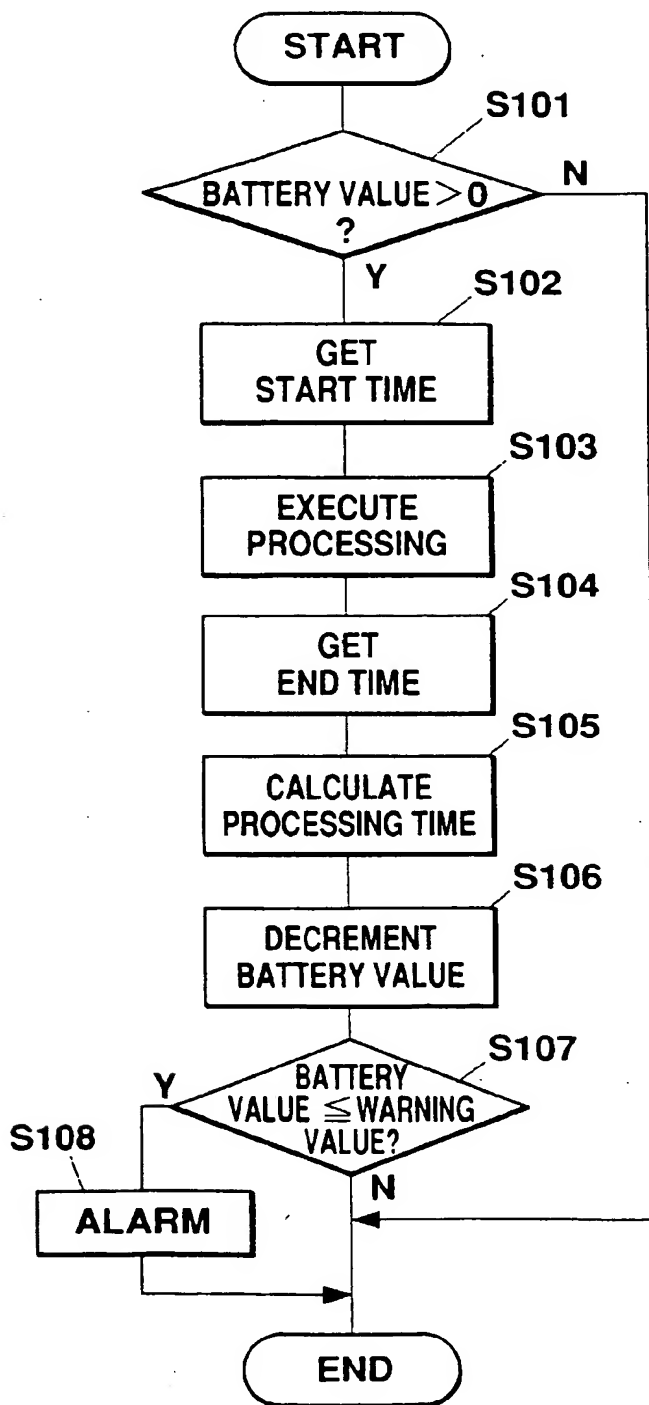 START
S101
BATTERY VALUE > 0
?
N
Y
S102
GET
START TIME
S103
EXECUTE
PROCESSING
S104
GET
END TIME
S105
CALCULATE
PROCESSING TIME
S106
DECREMENT
BATTERY VALUE
S107
Y
BATTERY
VALUE ≦ WARNING
VALUE?
S108
N
ALARM
END